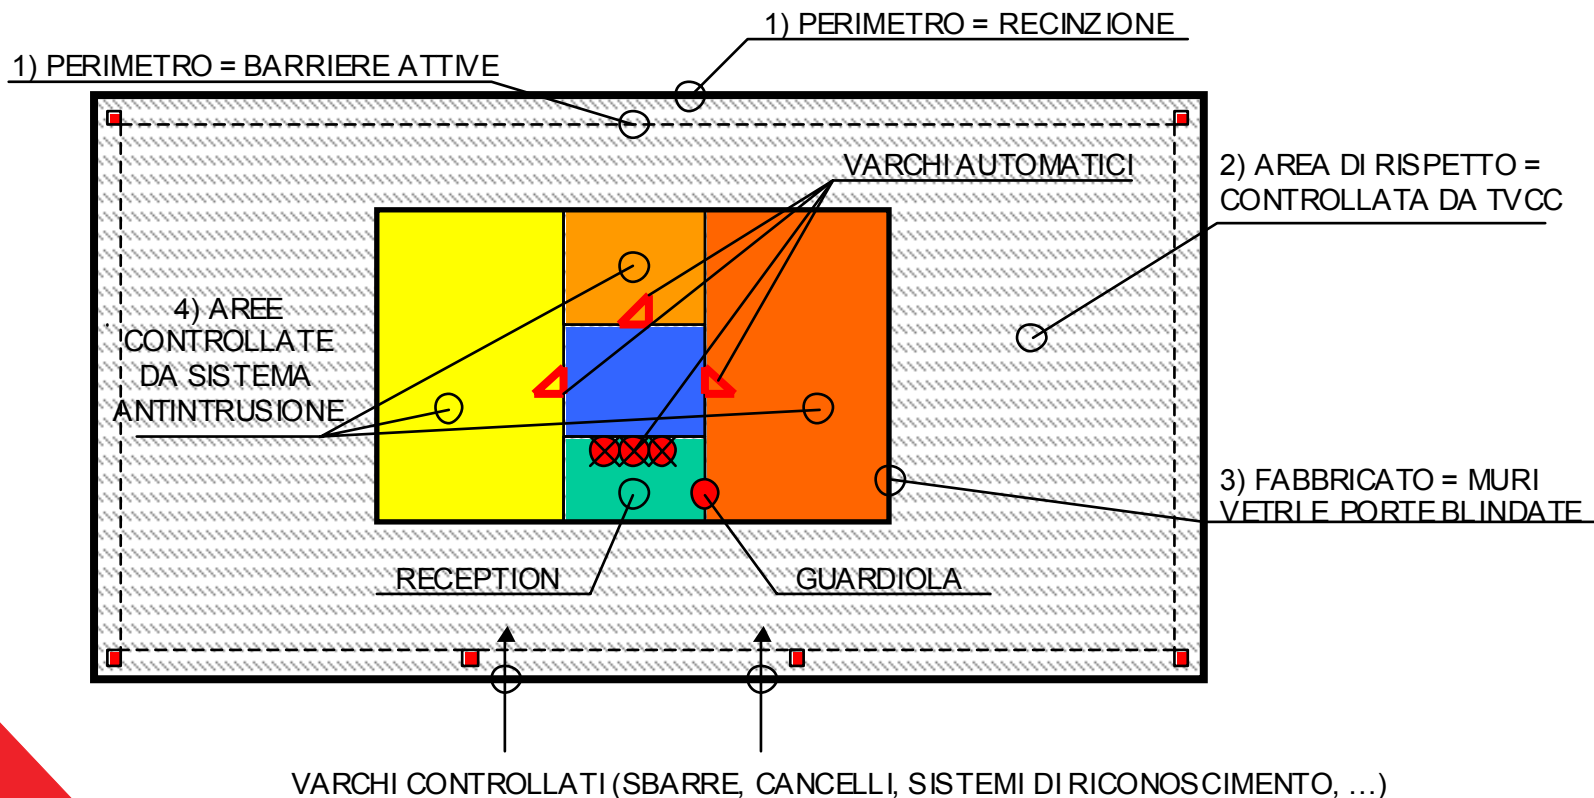 1) PERIMETRO = RECINZIONE
1) PERIMETRO = BARRIERE ATTIVE
VARCHI AUTOMATICI
2) AREA DI RISPETTO =
CONTROLLATA DA TVCC
4) AREE
CONTROLLATE
DA SISTEMA
ANTINTRUSIONE
3) FABBRICATO = MURI
VETRI E PORTE BLINDATE
RECEPTION
GUARDIOLA
VARCHI CONTROLLATI (SBARRE, CANCELLI, SISTEMI DI RICONOSCIMENTO, ...)